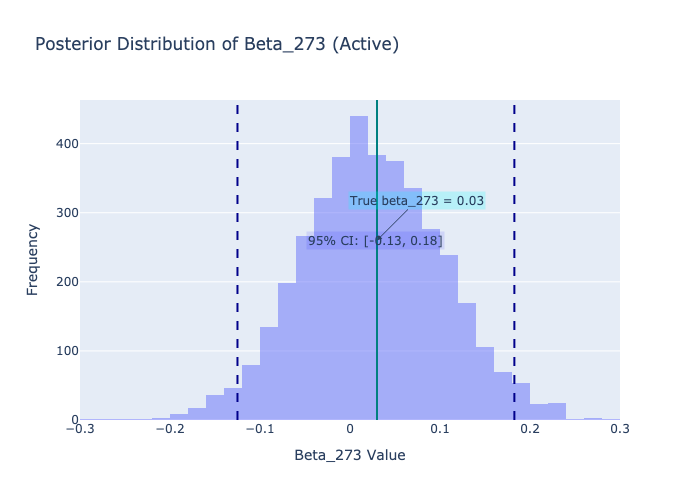 Posterior Distribution of Beta_273 (Active)
Frequency
400
300
200
100
0
True beta_273 = 0.03
95% CI: [-0.13, 0.18]
−0.3
−0.2
−0.1
0
0.1
0.2
0.3
Beta_273 Value